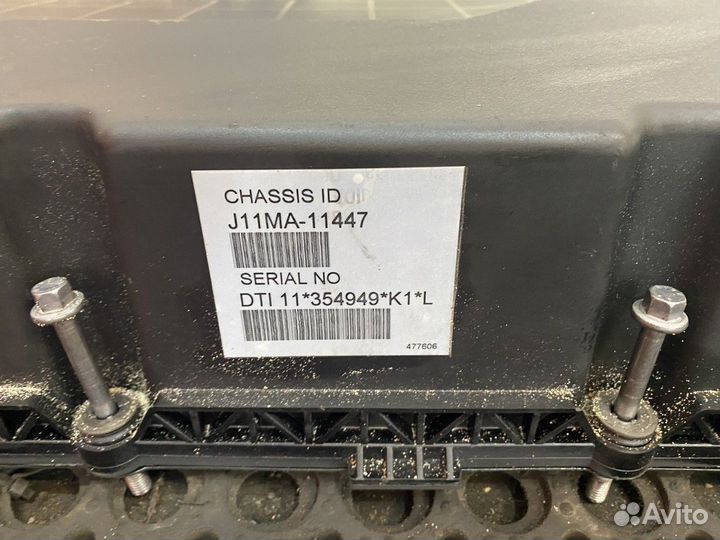 CHASSIS ID
J11MA-11447
SERIAL NO
DTI 11*354949*K1*L
477606
Avito